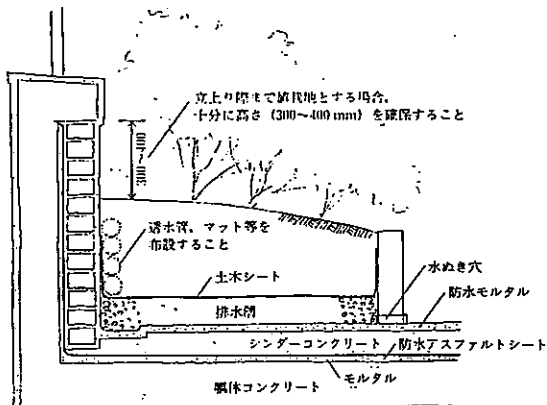 立上り際まで植栽地とする場合,
十分に高さ (300〜400 mm) を確保すること
300〜400
透水管, マット等を
布設すること
土木シート
水ぬき穴
防水モルタル
排水層
シンダーコンクリート
防水アスファルトシート
モルタル
躯体コンクリート